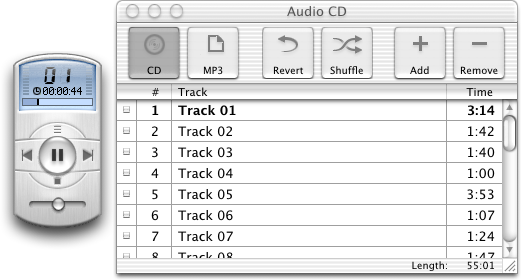 Audio CD
CD MP3 Revert Shuffle Add Remove
# Track Time
01
00:00:44
1 Track 01 3:14
2 Track 02 1:42
3 Track 03 1:40
4 Track 04 1:00
5 Track 05 3:53
6 Track 06 1:07
7 Track 07 1:24
8 Track 08 1:47
Length: 55:01